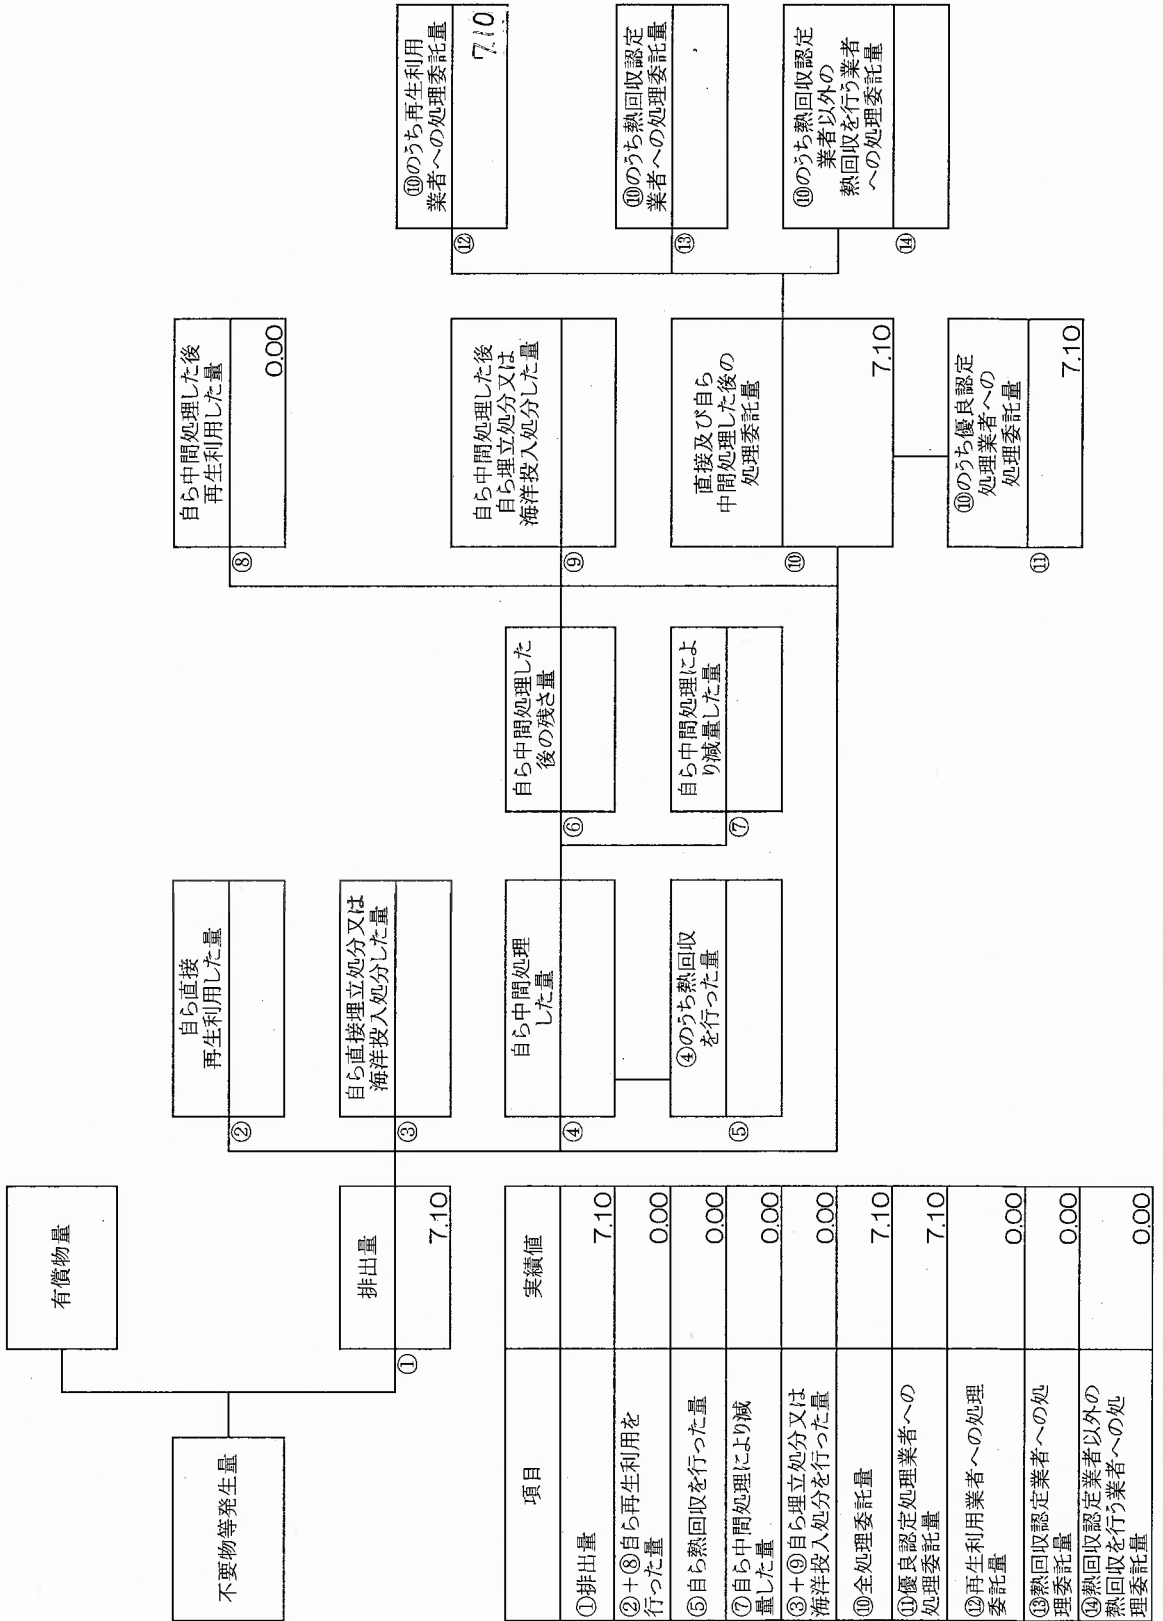 不要物等発生量
有償物量
排出量
①
7.10
自ら直接
再生利用した量
②
自ら直接埋立処分又は
海洋投入処分した量
③
自ら中間処理
した量
④
④のうち熱回収
を行った量
⑤
自ら中間処理した
後の残さ量
⑥
自ら中間処理によ
り減量した量
⑦
自ら中間処理した後
再生利用した量
⑧
0.00
自ら中間処理した後
自ら埋立処分又は
海洋投入処分した量
⑨
直接及び自ら
中間処理した後の
処理委託量
⑩
7.10
⑩のうち優良認定
処理業者への
処理委託量
⑪
7.10
⑩のうち再生利用
業者への処理委託量
⑫
7.10
⑩のうち熱回収認定
業者への処理委託量
⑬
⑩のうち熱回収認定
業者以外の
熱回収を行う業者
への処理委託量
⑭
項目 実績値
①排出量 7.10
②+⑧自ら再生利用を
行った量 0.00
⑤自ら熱回収を行った量 0.00
⑦自ら中間処理により減
量した量 0.00
③+⑨自ら埋立処分又は
海洋投入処分を行った量 0.00
⑩全処理委託量 7.10
⑪優良認定処理業者への
処理委託量 7.10
⑫再生利用業者への処理
委託量 0.00
⑬熱回収認定業者への処
理委託量 0.00
⑭熱回収認定業者以外の
熱回収を行う業者への処
理委託量 0.00